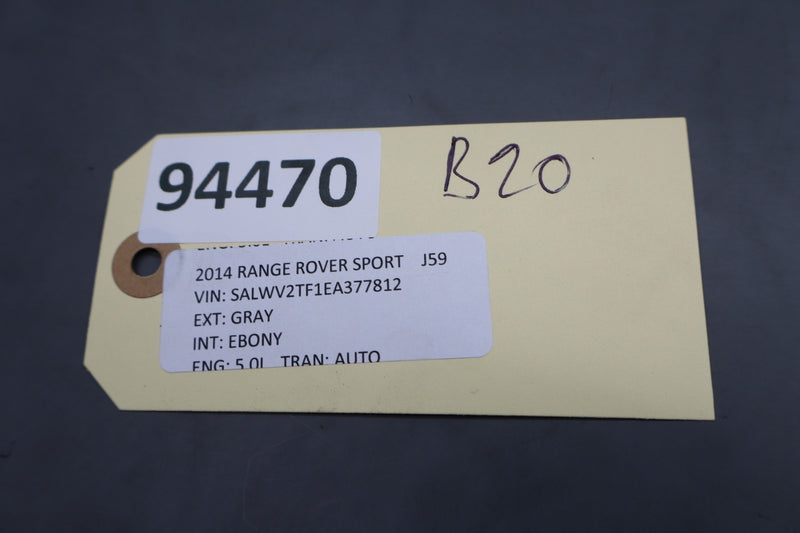 94470
B20
2014 RANGE ROVER SPORT J59
VIN: SALWV2TF1EA377812
EXT: GRAY
INT: EBONY
ENG: 5.0L TRAN: AUTO